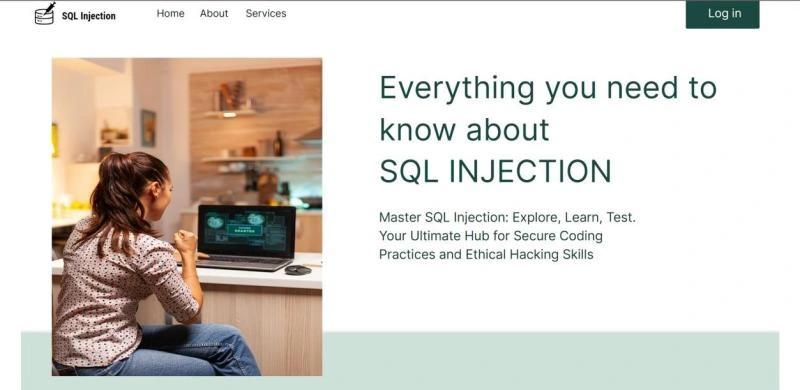 SQL Injection
Home
About
Services
Log in
Everything you need to
know about
SQL INJECTION
Master SQL Injection: Explore, Learn, Test.
Your Ultimate Hub for Secure Coding
Practices and Ethical Hacking Skills